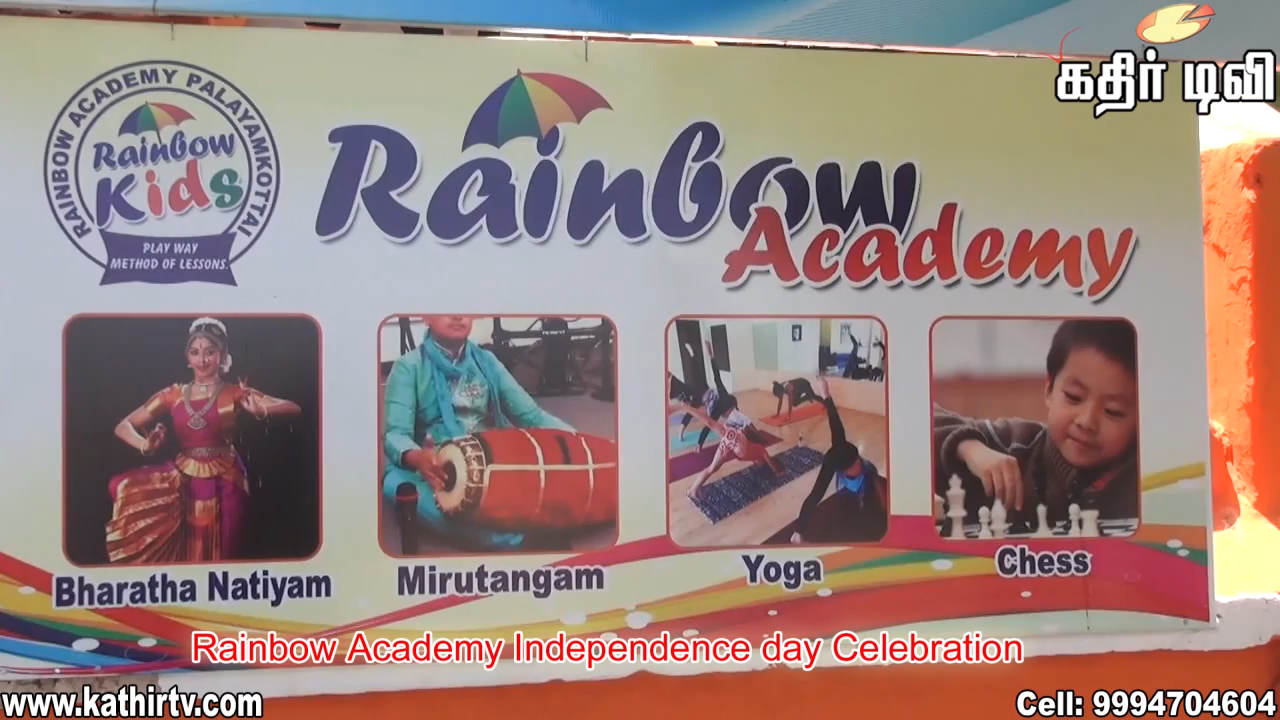 கதிர் டிவி
RAINBOW ACADEMY PALAYAMKOTTAI
Rainbow
Kids
PLAY WAY
METHOD OF LESSONS.
Rainbow
Academy
Bharatha Natiyam
Mirutangam
Yoga
Chess
Rainbow Academy Independence day Celebration
www.kathirtv.com
Cell: 9994704604